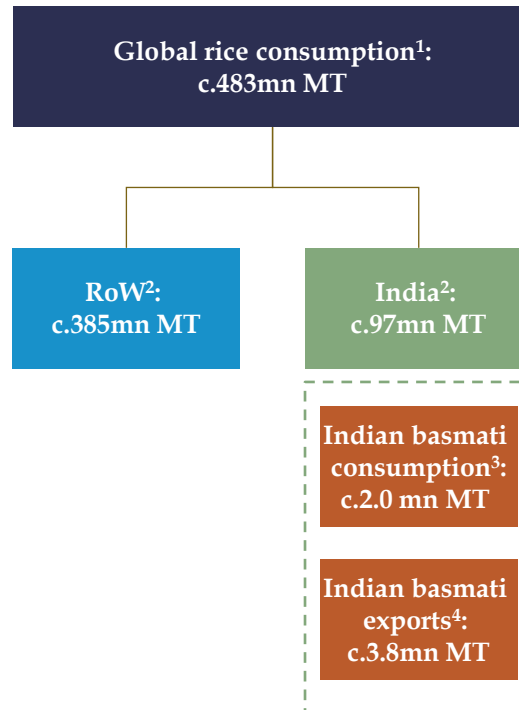 Global rice consumption¹:
c.483mn MT
RoW²:
c.385mn MT
India²:
c.97mn MT
Indian basmati
consumption³:
c.2.0 mn MT
Indian basmati
exports⁴:
c.3.8mn MT